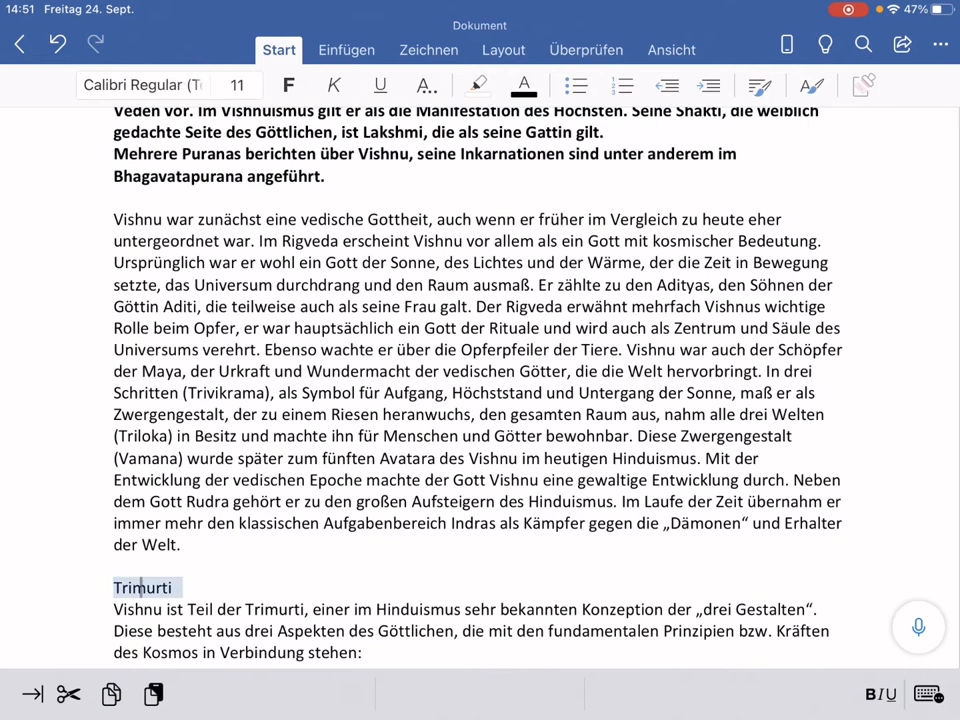 14:51 Freitag 24. Sept.
47%
Dokument
Start Einfügen Zeichnen Layout Überprüfen Ansicht
Calibri Regular (T 11 F K U A..
Veden vor. Im Vishnuismus gilt er als die Manifestation des Höchsten. Seine Shakti, die weiblich
gedachte Seite des Göttlichen, ist Lakshmi, die als seine Gattin gilt.
Mehrere Puranas berichten über Vishnu, seine Inkarnationen sind unter anderem im
Bhagavatapurana angeführt.
Vishnu war zunächst eine vedische Gottheit, auch wenn er früher im Vergleich zu heute eher
untergeordnet war. Im Rigveda erscheint Vishnu vor allem als ein Gott mit kosmischer Bedeutung.
Ursprünglich war er wohl ein Gott der Sonne, des Lichtes und der Wärme, der die Zeit in Bewegung
setzte, das Universum durchdrang und den Raum ausmaß. Er zählte zu den Adityas, den Söhnen der
Göttin Aditi, die teilweise auch als seine Frau galt. Der Rigveda erwähnt mehrfach Vishnus wichtige
Rolle beim Opfer, er war hauptsächlich ein Gott der Rituale und wird auch als Zentrum und Säule des
Universums verehrt. Ebenso wachte er über die Opferpfeiler der Tiere. Vishnu war auch der Schöpfer
der Maya, der Urkraft und Wundermacht der vedischen Götter, die die Welt hervorbringt. In drei
Schritten (Trivikrama), als Symbol für Aufgang, Höchststand und Untergang der Sonne, maß er als
Zwergengestalt, der zu einem Riesen heranwuchs, den gesamten Raum aus, nahm alle drei Welten
(Triloka) in Besitz und machte ihn für Menschen und Götter bewohnbar. Diese Zwergengestalt
(Vamana) wurde später zum fünften Avatara des Vishnu im heutigen Hinduismus. Mit der
Entwicklung der vedischen Epoche machte der Gott Vishnu eine gewaltige Entwicklung durch. Neben
dem Gott Rudra gehört er zu den großen Aufsteigern des Hinduismus. Im Laufe der Zeit übernahm er
immer mehr den klassischen Aufgabenbereich Indras als Kämpfer gegen die „Dämonen“ und Erhalter
der Welt.
Trimurti
Vishnu ist Teil der Trimurti, einer im Hinduismus sehr bekannten Konzeption der „drei Gestalten“.
Diese besteht aus drei Aspekten des Göttlichen, die mit den fundamentalen Prinzipien bzw. Kräften
des Kosmos in Verbindung stehen:
BIU